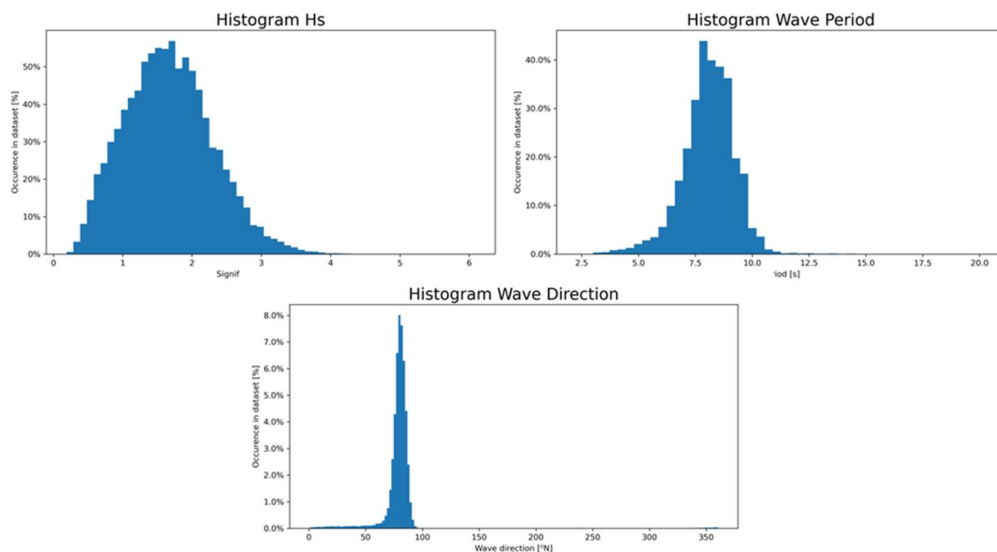 Histogram Hs
Occurence in dataset [%]
50%
40%
30%
20%
10%
0%
0 1 2 3 4 5 6
Signif
Histogram Wave Period
Occurence in dataset [%]
40.0%
30.0%
20.0%
10.0%
0.0%
2.5 5.0 7.5 10.0 12.5 15.0 17.5 20.0
riod [s]
Histogram Wave Direction
Occurence in dataset [%]
8.0%
7.0%
6.0%
5.0%
4.0%
3.0%
2.0%
1.0%
0.0%
0 50 100 150 200 250 300 350
Wave direction [°N]